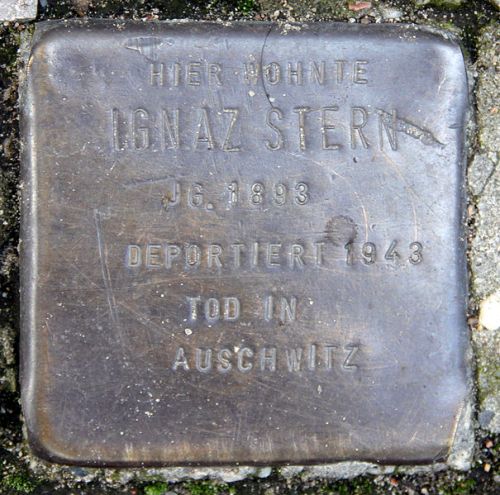 HIER WOHNTE
IGNAZ STERN
JG. 1893
DEPORTIERT 1943
TOD IN
AUSCHWITZ